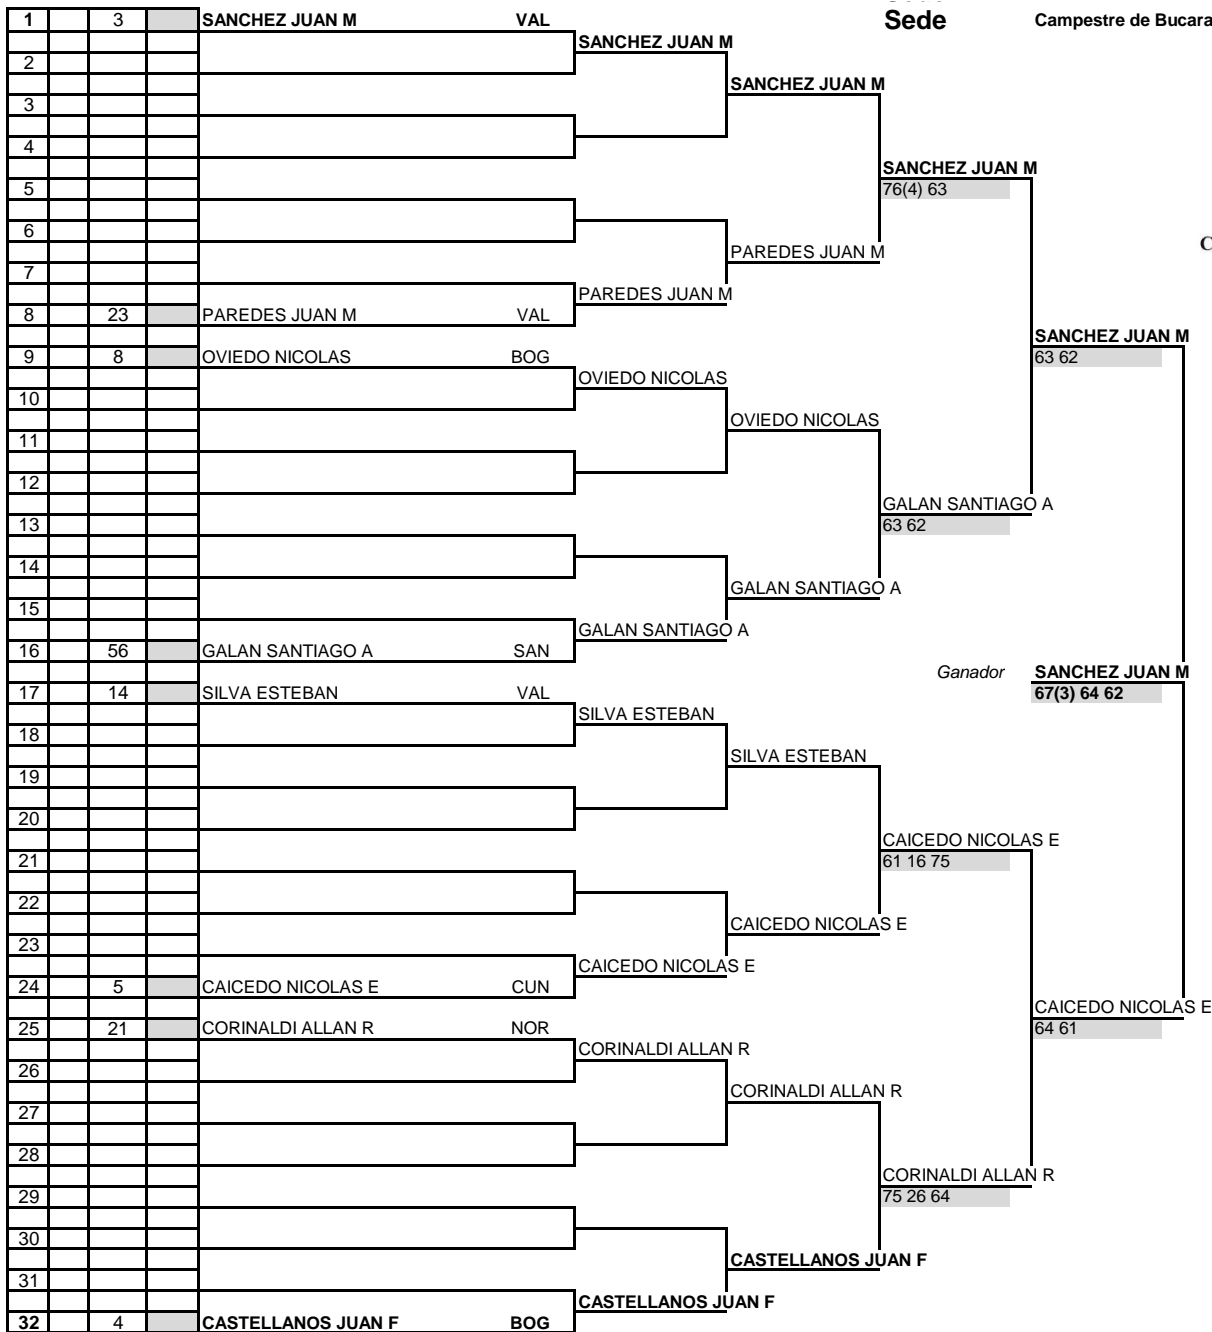 Sede
1 3 SANCHEZ JUAN M VAL
Campestre de Bucara
SANCHEZ JUAN M
2
SANCHEZ JUAN M
3
4
SANCHEZ JUAN M
5
76(4) 63
6
C
PAREDES JUAN M
7
PAREDES JUAN M
8 23 PAREDES JUAN M VAL
SANCHEZ JUAN M
9 8 OVIEDO NICOLAS BOG
63 62
OVIEDO NICOLAS
10
OVIEDO NICOLAS
11
12
GALAN SANTIAGO A
13
63 62
14
GALAN SANTIAGO A
15
GALAN SANTIAGO A
16 56 GALAN SANTIAGO A SAN
Ganador SANCHEZ JUAN M
17 14 SILVA ESTEBAN VAL
67(3) 64 62
SILVA ESTEBAN
18
SILVA ESTEBAN
19
20
CAICEDO NICOLAS E
21
61 16 75
22
CAICEDO NICOLAS E
23
CAICEDO NICOLAS E
24 5 CAICEDO NICOLAS E CUN
CAICEDO NICOLAS E
25 21 CORINALDI ALLAN R NOR
64 61
CORINALDI ALLAN R
26
CORINALDI ALLAN R
27
28
CORINALDI ALLAN R
29
75 26 64
30
CASTELLANOS JUAN F
31
CASTELLANOS JUAN F
32 4 CASTELLANOS JUAN F BOG